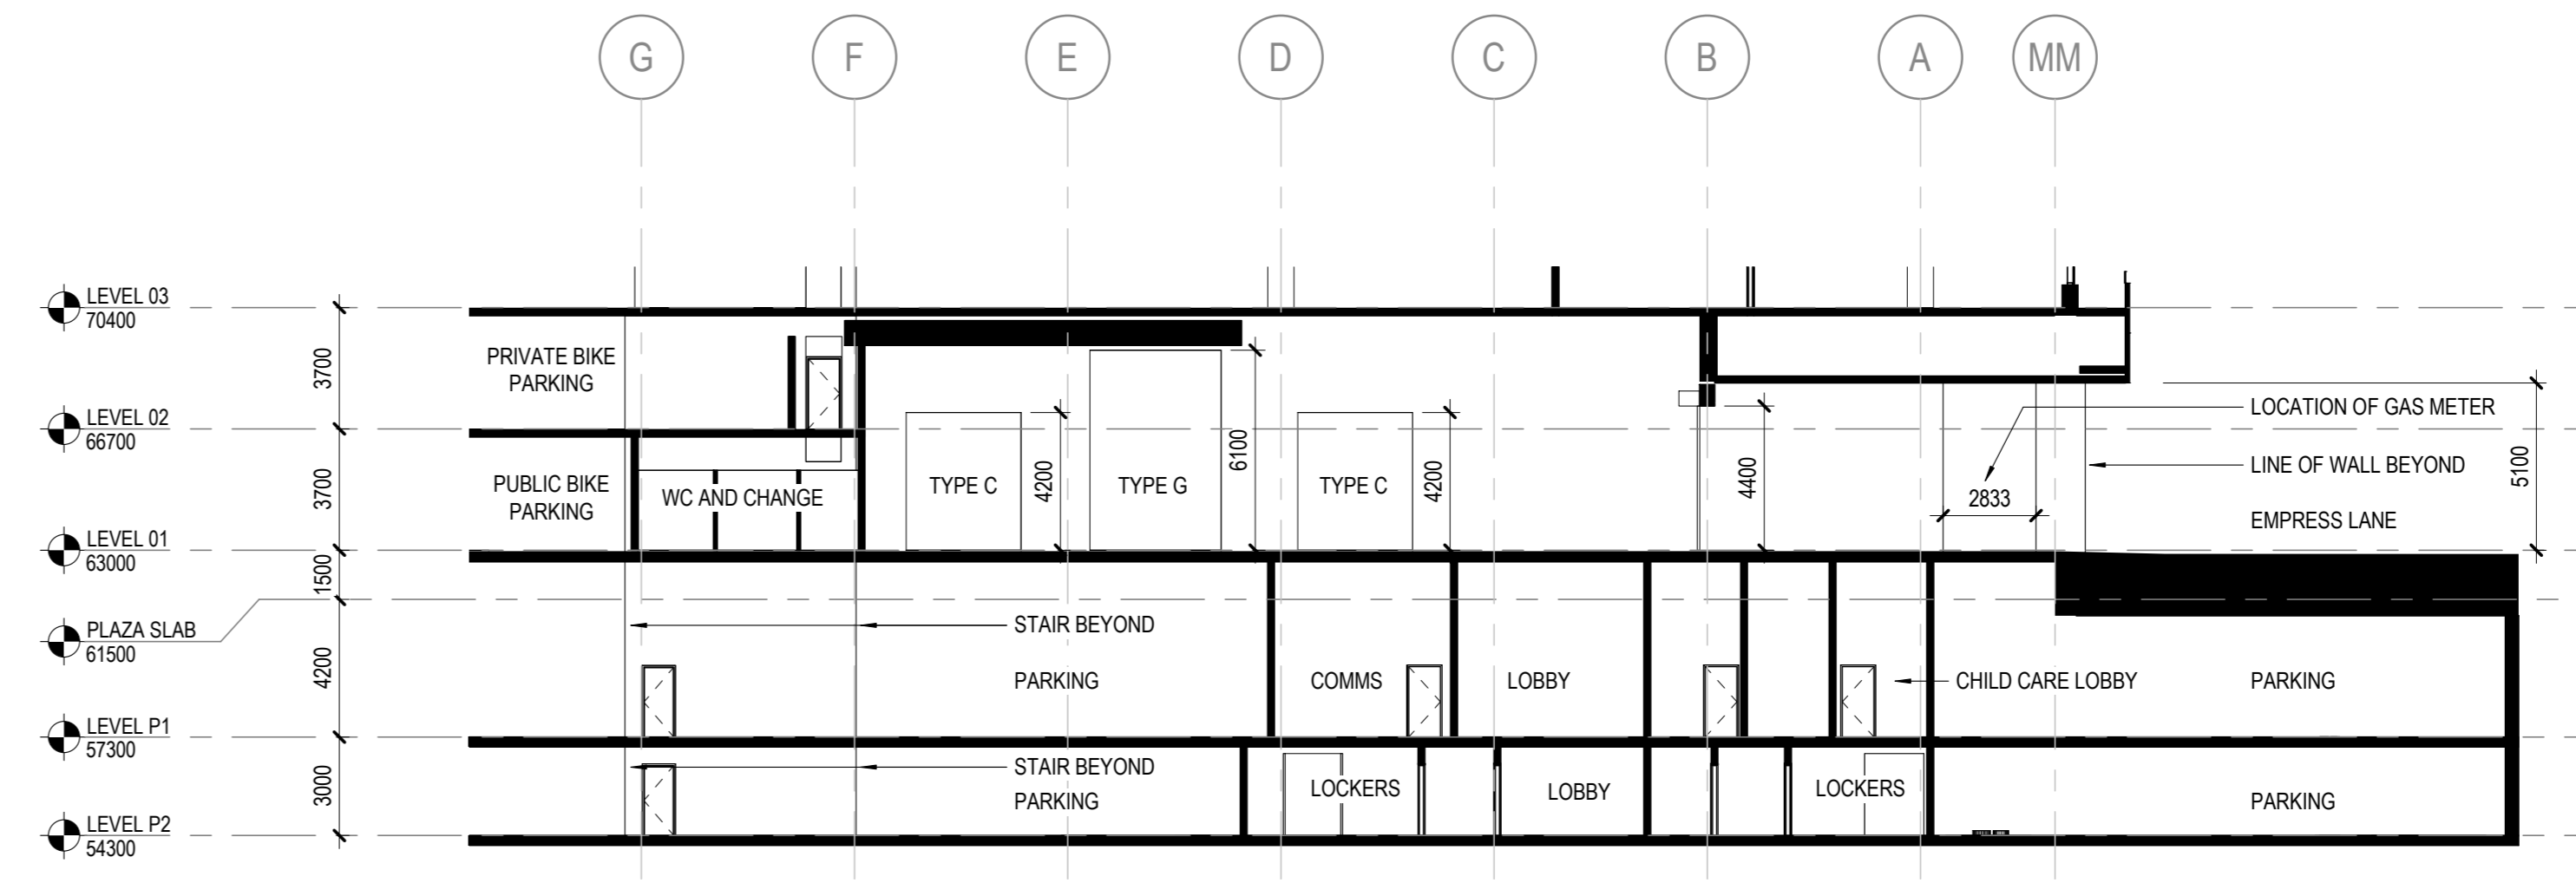 G F E D C B A MM
LEVEL 03
70400
3700
PRIVATE BIKE
PARKING
LEVEL 02
66700
3700
PUBLIC BIKE
PARKING
WC AND CHANGE
TYPE C
4200
TYPE G
6100
TYPE C
4200
4400
2833
LOCATION OF GAS METER
LINE OF WALL BEYOND
EMPRESS LANE
5100
LEVEL 01
63000
1500
PLAZA SLAB
61500
4200
STAIR BEYOND
PARKING
COMMS
LOBBY
CHILD CARE LOBBY
PARKING
LEVEL P1
57300
3000
STAIR BEYOND
PARKING
LOCKERS
LOBBY
LOCKERS
PARKING
LEVEL P2
54300